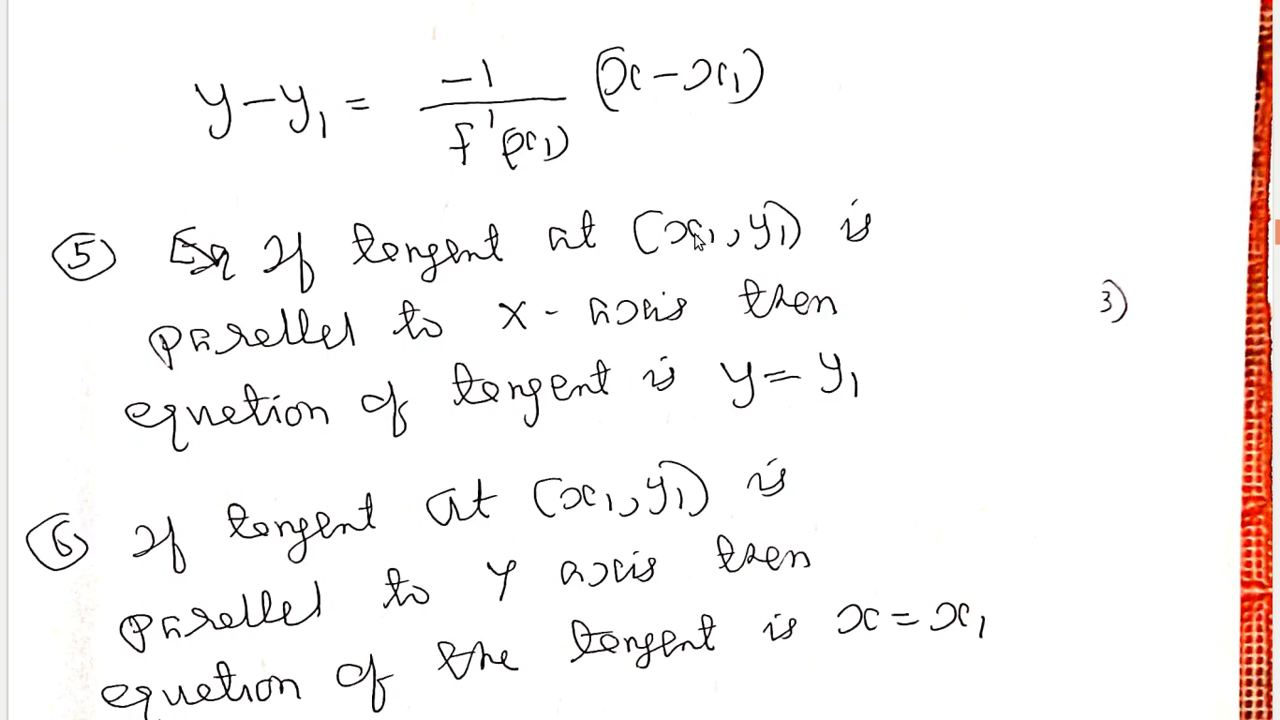 y-y₁ = -1/f'(x₁) (x-x₁)
⑤ If tangent at (x₁, y₁) is
parallel to x-axis then
3)
equation of tangent is y = y₁
⑥ If tangent at (x₁, y₁) is
parallel to y axis then
equation of the tangent is x = x₁